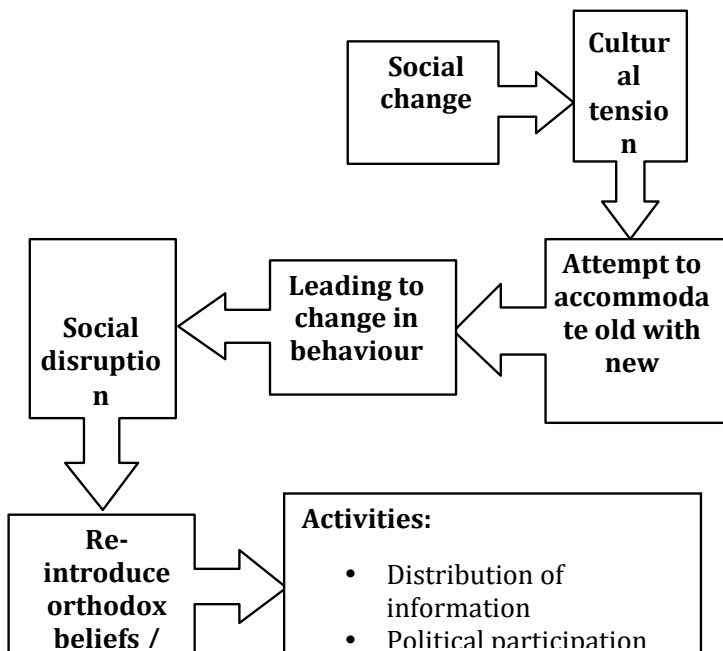 Social
change
Cultur
al
tensio
n
Attempt to
accommoda
te old with
new
Leading to
change in
behaviour
Social
disruptio
n
Re-
introduce
orthodox
beliefs /
Activities:
• Distribution of
information
• Political participation